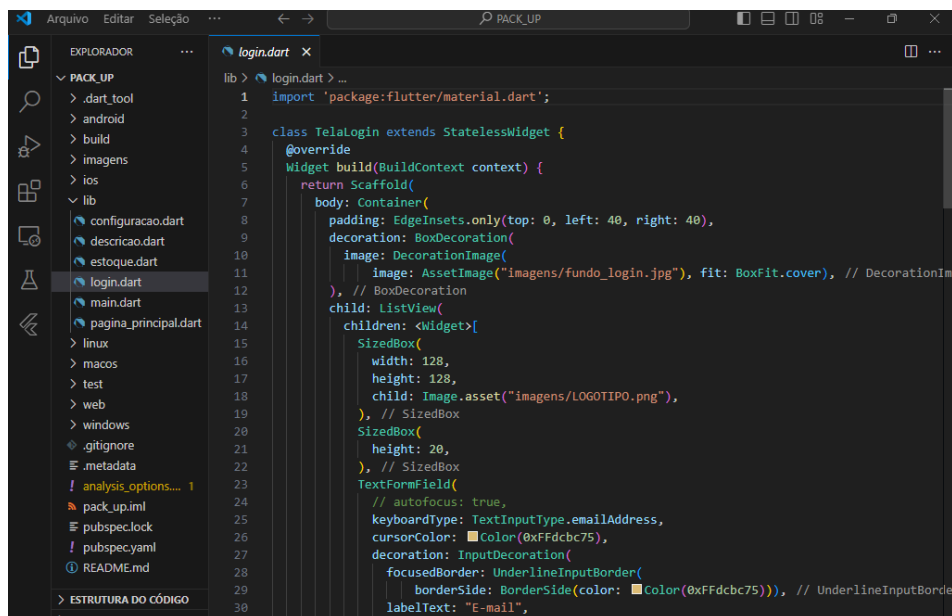 Arquivo Editar Seleção ··· ← → PACK_UP
EXPLORADOR ···
PACK_UP
.dart_tool
android
build
imagens
ios
lib
configuracao.dart
descricao.dart
estoque.dart
login.dart
main.dart
pagina_principal.dart
linux
macos
test
web
windows
.gitignore
.metadata
analysis_options.... 1
pack_up.iml
pubspec.lock
pubspec.yaml
README.md
ESTRUTURA DO CÓDIGO
login.dart ×
lib > login.dart > ...
1 import 'package:flutter/material.dart';
2
3 class TelaLogin extends StatelessWidget {
4 @override
5 Widget build(BuildContext context) {
6 return Scaffold(
7 body: Container(
8 padding: EdgeInsets.only(top: 0, left: 40, right: 40),
9 decoration: BoxDecoration(
10 image: DecorationImage(
11 image: AssetImage("imagens/fundo_login.jpg"), fit: BoxFit.cover), // DecorationIm
12 ), // BoxDecoration
13 child: ListView(
14 children: <Widget>[
15 SizedBox(
16 width: 128,
17 height: 128,
18 child: Image.asset("imagens/LOGOTIPO.png"),
19 ), // SizedBox
20 SizedBox(
21 height: 20,
22 ), // SizedBox
23 TextFormField(
24 // autofocus: true,
25 keyboardType: TextInputType.emailAddress,
26 cursorColor: Color(0xFFdcbc75),
27 decoration: InputDecoration(
28 focusedBorder: UnderlineInputBorder(
29 borderSide: BorderSide(color: Color(0xFFdcbc75))), // UnderlineInputBord
30 labelText: "E-mail",